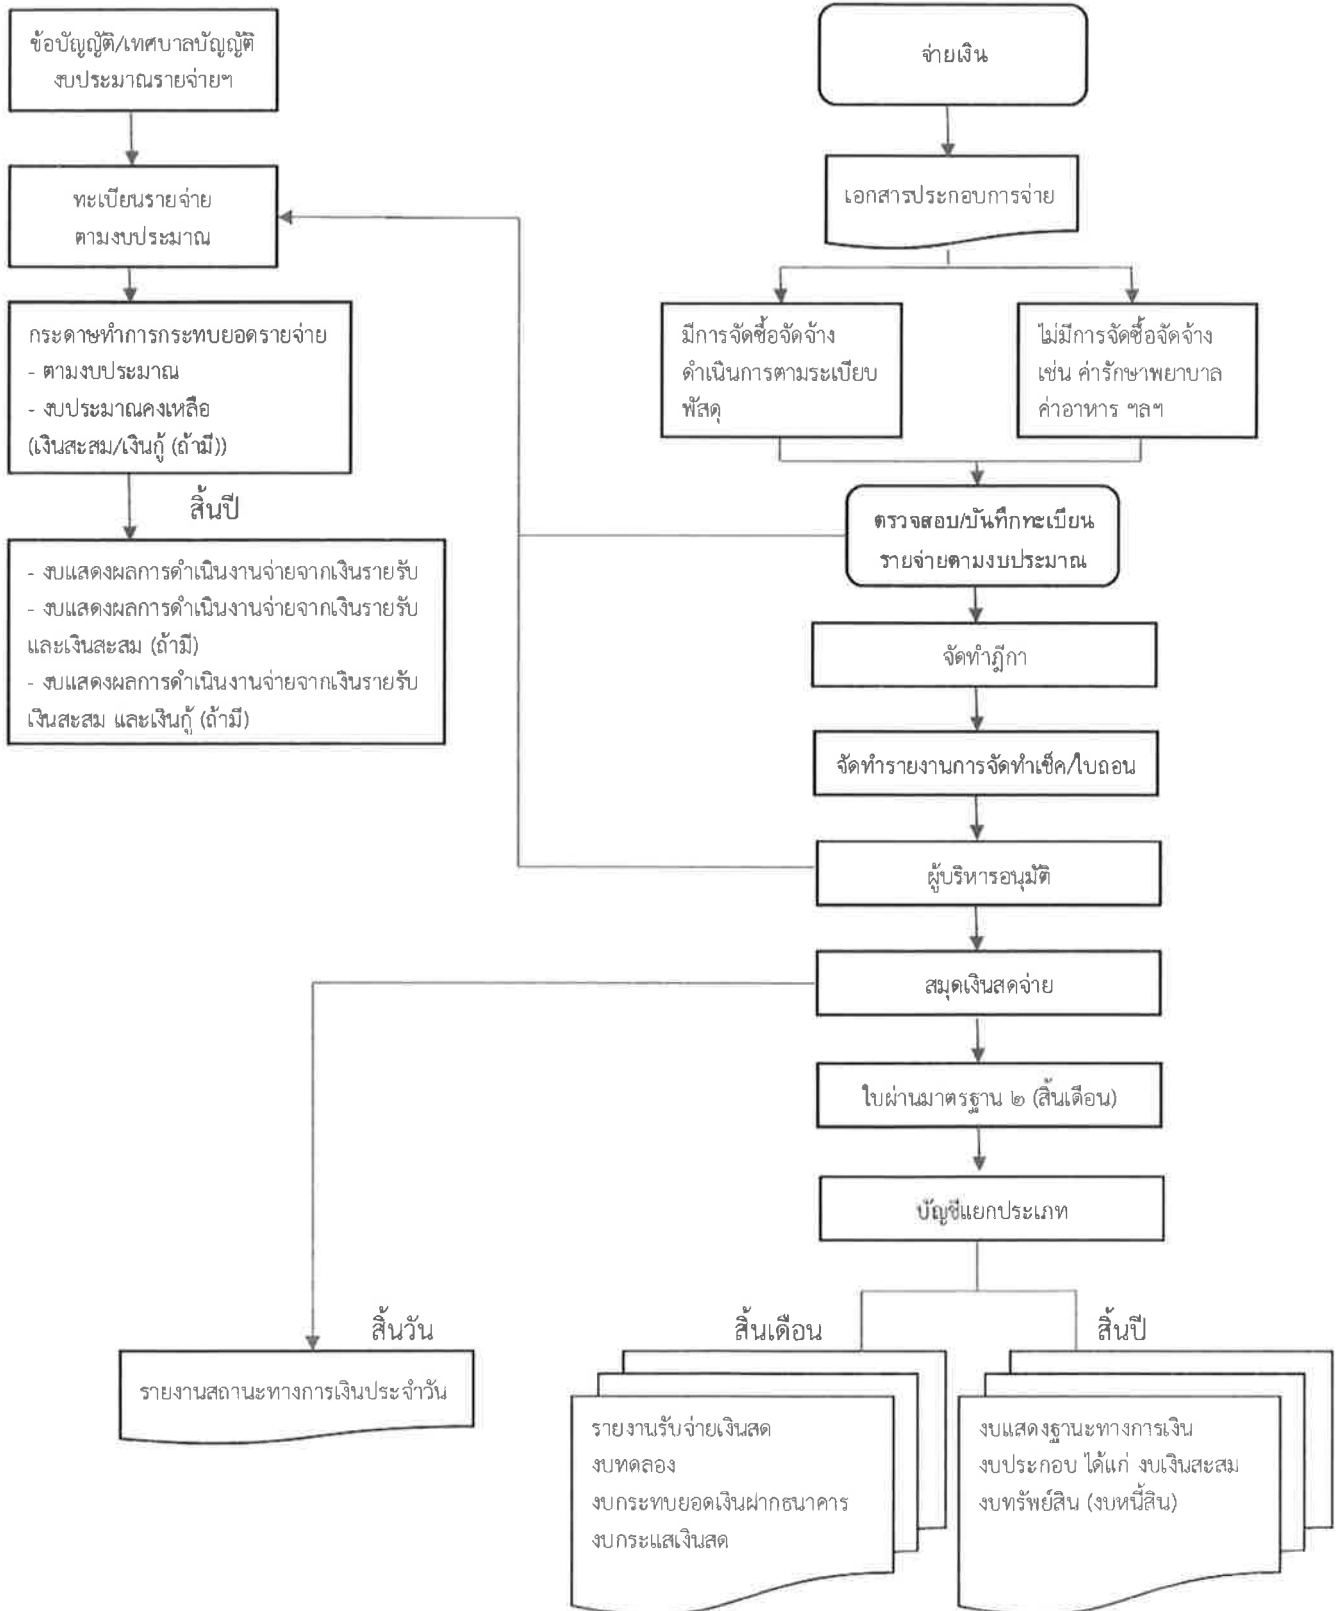 ข้อบัญญัติ/เทศบาลบัญญัติ
งบประมาณรายจ่ายฯ
ทะเบียนรายจ่าย
ตามงบประมาณ
กระดาษทำการกระทบยอดรายจ่าย
- ตามงบประมาณ
- งบประมาณคงเหลือ
(เงินสะสม/เงินกู้ (ถ้ามี))
สิ้นปี
- งบแสดงผลการดำเนินงานจ่ายจากเงินรายรับ
- งบแสดงผลการดำเนินงานจ่ายจากเงินรายรับ
และเงินสะสม (ถ้ามี)
- งบแสดงผลการดำเนินงานจ่ายจากเงินรายรับ
เงินสะสม และเงินกู้ (ถ้ามี)
จ่ายเงิน
เอกสารประกอบการจ่าย
มีการจัดซื้อจัดจ้าง
ดำเนินการตามระเบียบ
พัสดุ
ไม่มีการจัดซื้อจัดจ้าง
เช่น ค่ารักษาพยาบาล
ค่าอาหาร ฯลฯ
ตรวจสอบ/บันทึกทะเบียน
รายจ่ายตามงบประมาณ
จัดทำฎีกา
จัดทำรายงานการจัดทำเช็ค/ใบถอน
ผู้บริหารอนุมัติ
สมุดเงินสดจ่าย
ใบผ่านมาตรฐาน ๒ (สิ้นเดือน)
บัญชีแยกประเภท
สิ้นวัน
รายงานสถานะทางการเงินประจำวัน
สิ้นเดือน
รายงานรับจ่ายเงินสด
งบทดลอง
งบกระทบยอดเงินฝากธนาคาร
งบกระแสเงินสด
สิ้นปี
งบแสดงฐานะทางการเงิน
งบประกอบ ได้แก่ งบเงินสะสม
งบทรัพย์สิน (งบหนี้สิน)